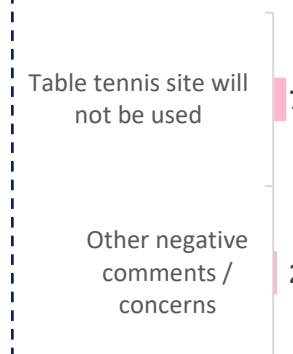 Table tennis site will
not be used
Other negative
comments /
concerns